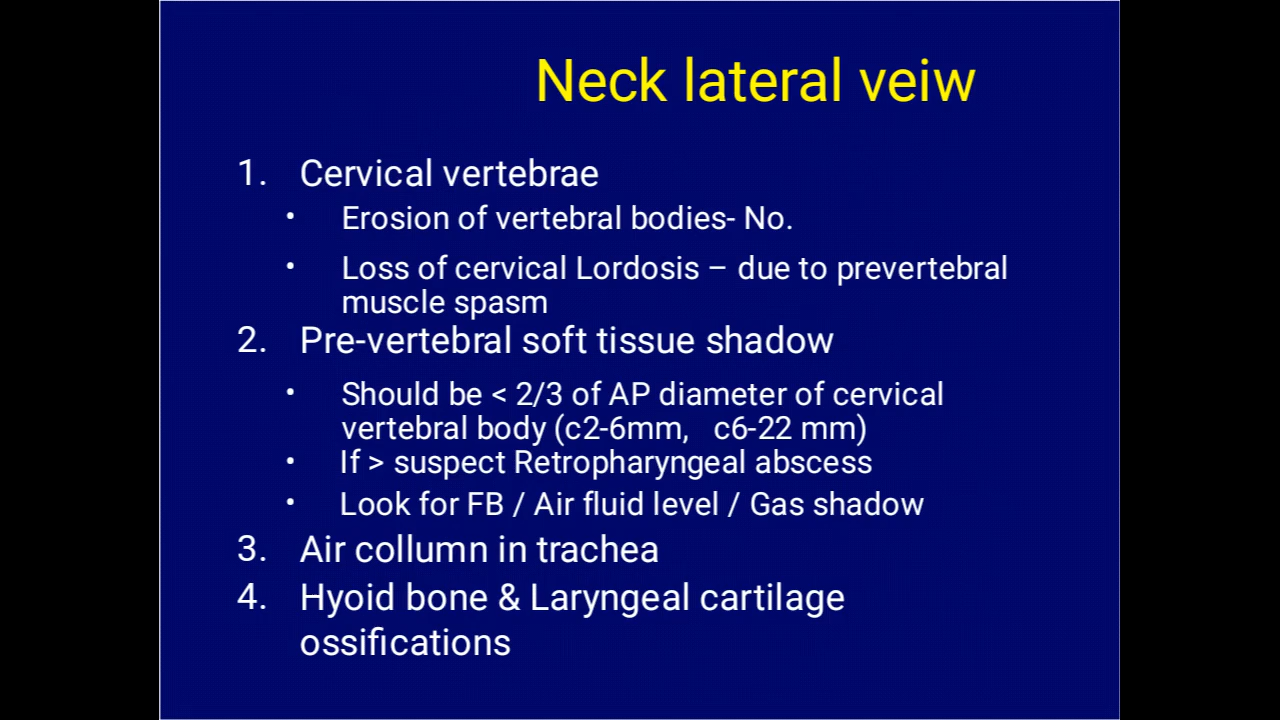 Neck lateral veiw
1. Cervical vertebrae
• Erosion of vertebral bodies- No.
• Loss of cervical Lordosis – due to prevertebral
muscle spasm
2. Pre-vertebral soft tissue shadow
• Should be < 2/3 of AP diameter of cervical
vertebral body (c2-6mm, c6-22 mm)
• If > suspect Retropharyngeal abscess
• Look for FB / Air fluid level / Gas shadow
3. Air collumn in trachea
4. Hyoid bone & Laryngeal cartilage
ossifications